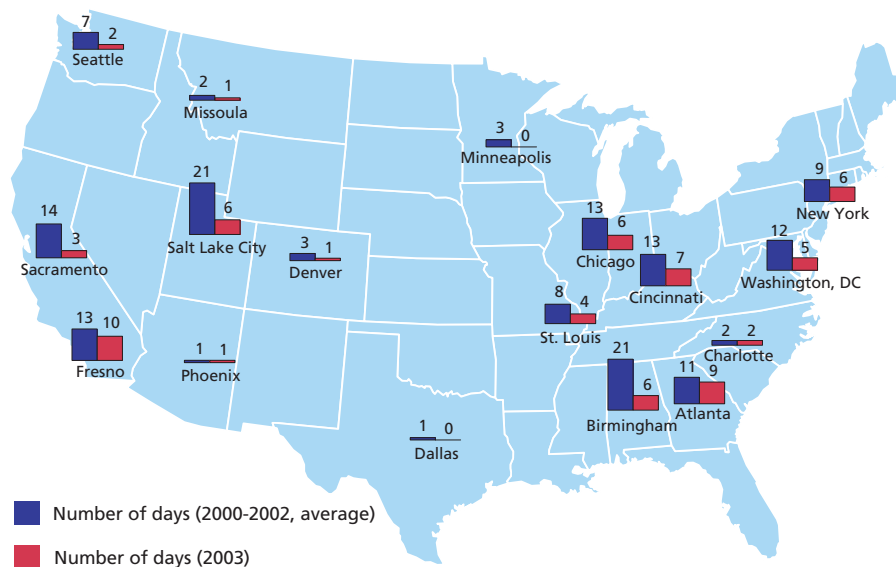 7 2
Seattle
2 1
Missoula
3 0
Minneapolis
9 6
New York
21 6
Salt Lake City
14 3
Sacramento
3 1
Denver
13 6
Chicago
13 7
Cincinnati
12 5
Washington, DC
8 4
St. Louis
13 10
Fresno
1 1
Phoenix
2 2
Charlotte
21 6
Birmingham
11 9
Atlanta
1 0
Dallas
Number of days (2000-2002, average)
Number of days (2003)